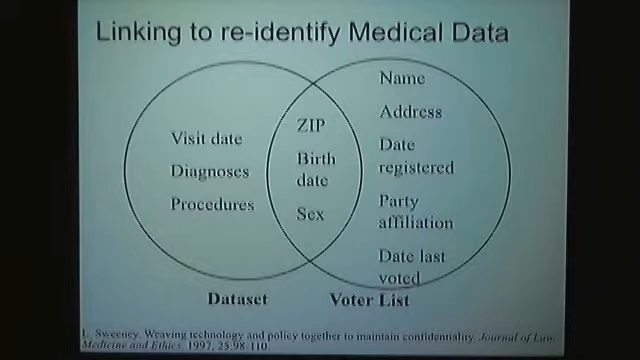 Linking to re-identify Medical Data
Visit date
Diagnoses
Procedures
ZIP
Birth
date
Sex
Name
Address
Date
registered
Party
affiliation
Date last
voted
Dataset
Voter List
L. Sweeney. Weaving technology and policy together to maintain confidentiality. Journal of Law,
Medicine and Ethics. 1997, 25:98-110.